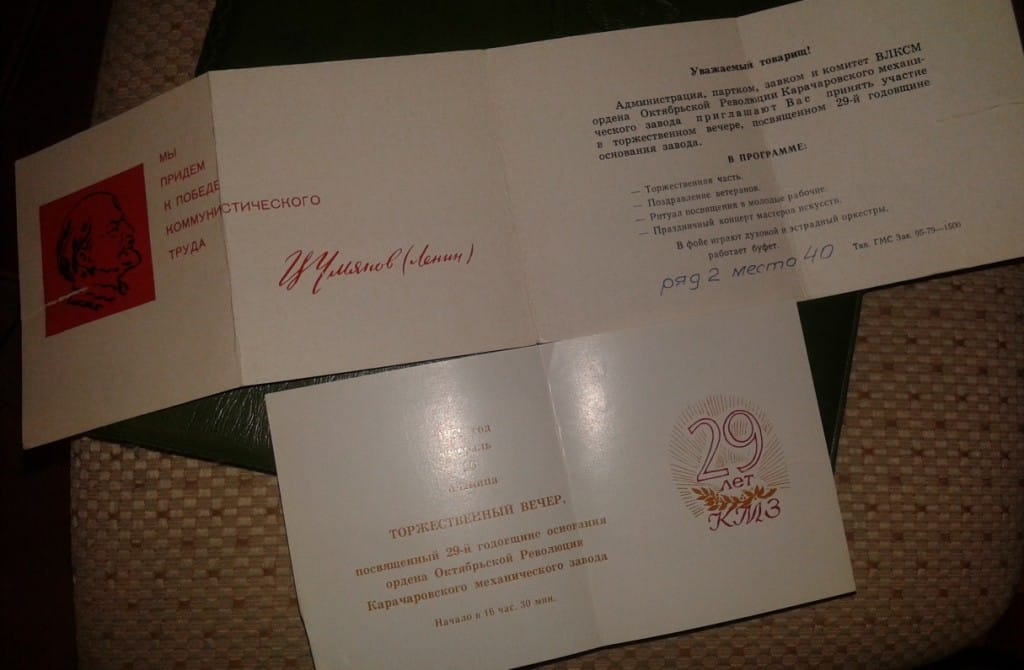 МЫ
ПРИДЕМ
К ПОБЕДЕ
КОММУНИСТИЧЕСКОГО
ТРУДА
В Ульянов (Ленин)
Уважаемый товарищ!
Администрация, партком, завком и комитет ВЛКСМ
ордена Октябрьской Революции Карачаровского механи-
ческого завода приглашают Вас принять участие
в торжественном вечере, посвященном 29-й годовщине
основания завода.
В ПРОГРАММЕ:
— Торжественная часть.
— Поздравление ветеранов.
— Ритуал посвящения в молодые рабочие.
— Праздничный концерт мастеров искусств.
В фойе играют духовой и эстрадный оркестры,
работает буфет.
Тип. ГМС Зак. 95-79—1500
ряд 2 место 40
год
ТОРЖЕСТВЕННЫЙ ВЕЧЕР,
посвященный 29-й годовщине основания
ордена Октябрьской Революции
Карачаровского механического завода
Начало в 16 час. 30 мин.
29
лет
КМЗ